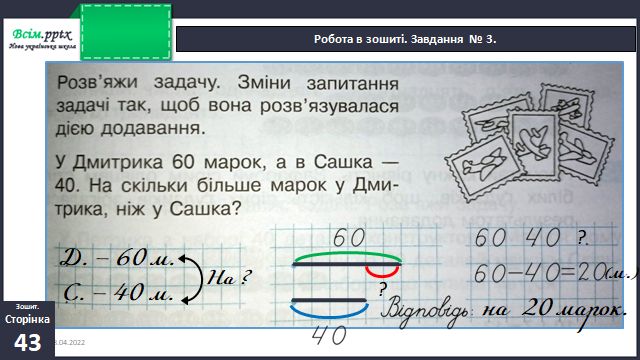 Всім.pptx
Нова українська школа
Робота в зошиті. Завдання № 3.
Розв'яжи задачу. Зміни запитання
задачі так, щоб вона розв'язувалася
дією додавання.
У Дмитрика 60 марок, а в Сашка —
40. На скільки більше марок у Дми-
трика, ніж у Сашка?
Д. – 60 м.
На ?
С. – 40 м.
60
?
40
60 40 ?.
60–40=20(м.)
Відповідь: на 20 марок.
Зошит.
Сторінка
43
.04.2022